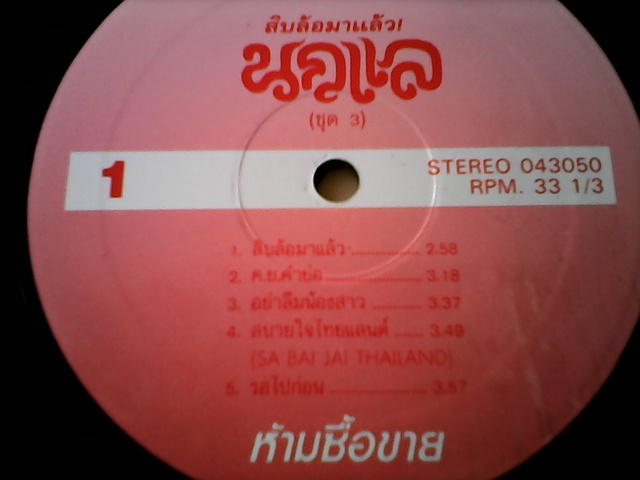 สิบล้อมาแล้ว!
นกแล
(ชุด 3)
1
STEREO 043050
RPM. 33 1/3
1. สิบล้อมาแล้ว ................ 2.58
2. ค.ย.คำย่อ ........................ 3.18
3. อย่าลืมน้องสาว ............ 3.37
4. สบายใจไทยแลนด์ ...... 3.49
(SA BAI JAI THAILAND)
5. รอไปก่อน ...................... 3.57
ห้ามซื้อขาย